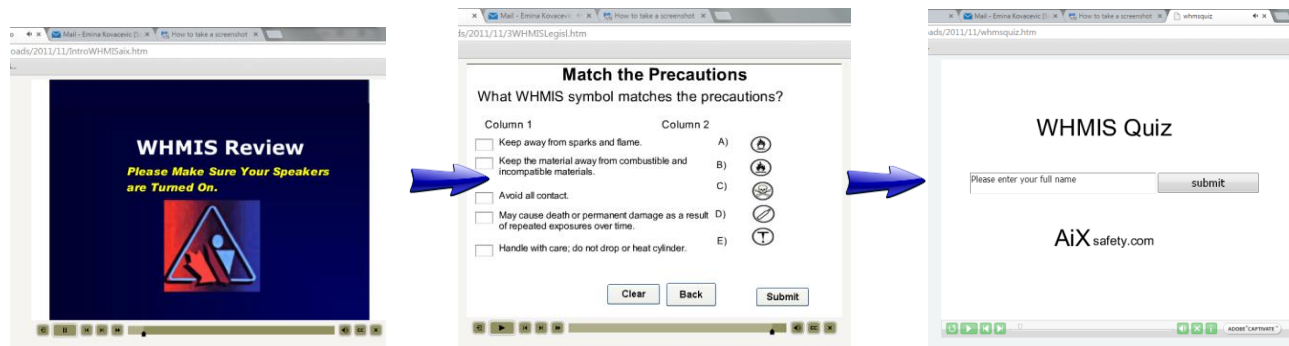 Mail - Emina Kovacevic [S
How to take a screenshot
oads/2011/11/IntroWHMISaix.htm
WHMIS Review
Please Make Sure Your Speakers
are Turned On.
CC
Mail - Emina Kovacevic
How to take a screenshot
ds/2011/11/3WHMISLegisl.htm
Match the Precautions
What WHMIS symbol matches the precautions?
Column 1 Column 2
Keep away from sparks and flame. A)
Keep the material away from combustible and
incompatible materials. B)
Avoid all contact. C)
May cause death or permanent damage as a result D)
of repeated exposures over time.
Handle with care; do not drop or heat cylinder. E)
Clear Back Submit
CC
Mail - Emina Kovacevic [S
How to take a screenshot
whmsquiz
ads/2011/11/whmsquiz.htm
WHMIS Quiz
Please enter your full name submit
AiX safety.com
ADOBE CAPTIVATE